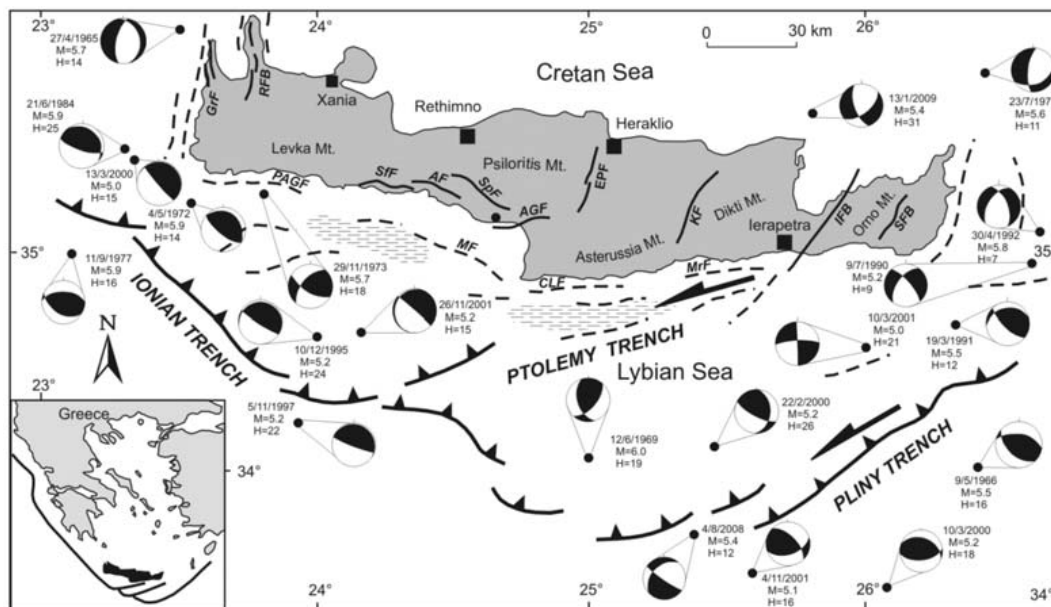 23°
24°
25°
26°
0
30 km
27/4/1965
M=5.7
H=14
Cretan Sea
GrF
RFB
Xania
Rethimno
Heraklio
13/1/2009
M=5.4
H=31
M=5.6
H=11
21/6/1984
M=5.9
H=25
Levka Mt.
Psiloritis Mt.
EPF
13/3/2000
M=5.0
H=15
PAGF
SfF
AF
SpF
AGF
KF
Dikti Mt.
Ierapetra
IFB
Orno Mt.
SFB
4/5/1972
M=5.9
H=14
30/4/1992
M=5.8
H=7
35°
35
MF
Asterussia Mt.
MrF
CLF
11/9/1977
M=5.9
H=16
IONIAN TRENCH
29/11/1973
M=5.7
H=18
26/11/2001
M=5.2
H=15
9/7/1990
M=5.2
H=9
10/3/2001
M=5.0
H=21
19/3/1991
M=5.5
H=12
N
10/12/1995
M=5.2
H=24
PTOLEMY TRENCH
Lybian Sea
23°
Greece
5/11/1997
M=5.2
H=22
12/6/1969
M=6.0
H=19
22/2/2000
M=5.2
H=26
PLINY TRENCH
34°
9/5/1966
M=5.5
H=16
4/8/2008
M=5.4
H=12
4/11/2001
M=5.1
H=16
10/3/2000
M=5.2
H=18
24°
25°
26°
34°